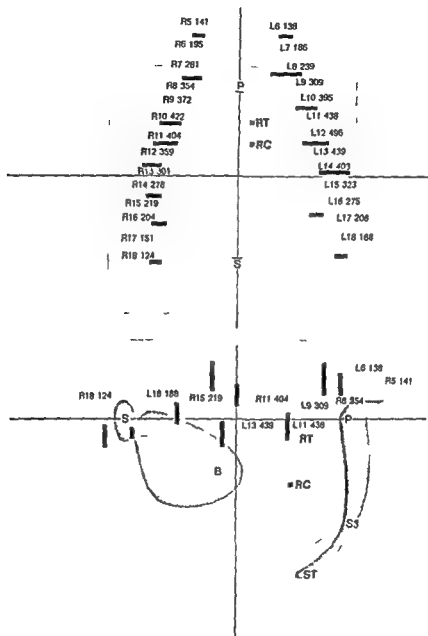 R5 141
L6 138
R6 195
L7 186
R7 281
L8 239
R8 354
P
L9 309
R9 372
L10 395
R10 422
RT
L11 438
R11 404
RC
L12 496
R12 359
L13 439
R13 301
L14 403
R14 278
L15 323
R15 219
L16 275
R16 204
L17 208
R17 151
L18 188
R18 124
S
L6 138
R5 141
R18 124
L18 188
R15 219
R11 404
L9 309
R8 354
S
L13 439
L11 438
P
RT
B
RC
S3
LST